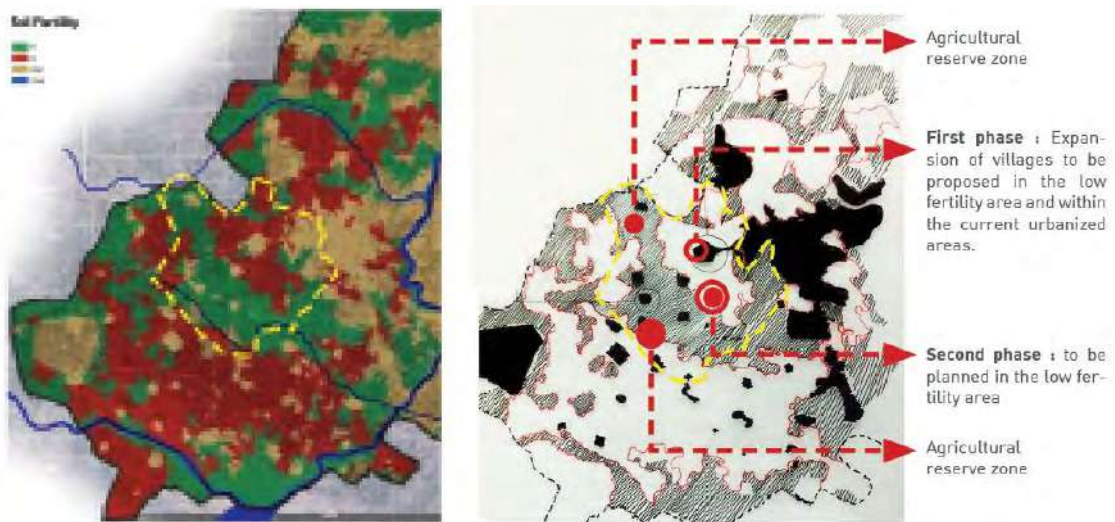 Soil Fertility
Agricultural
reserve zone
First phase : Expan-
sion of villages to be
proposed in the low
fertility area and within
the current urbanized
areas.
Second phase : to be
planned in the low fer-
tility area
Agricultural
reserve zone